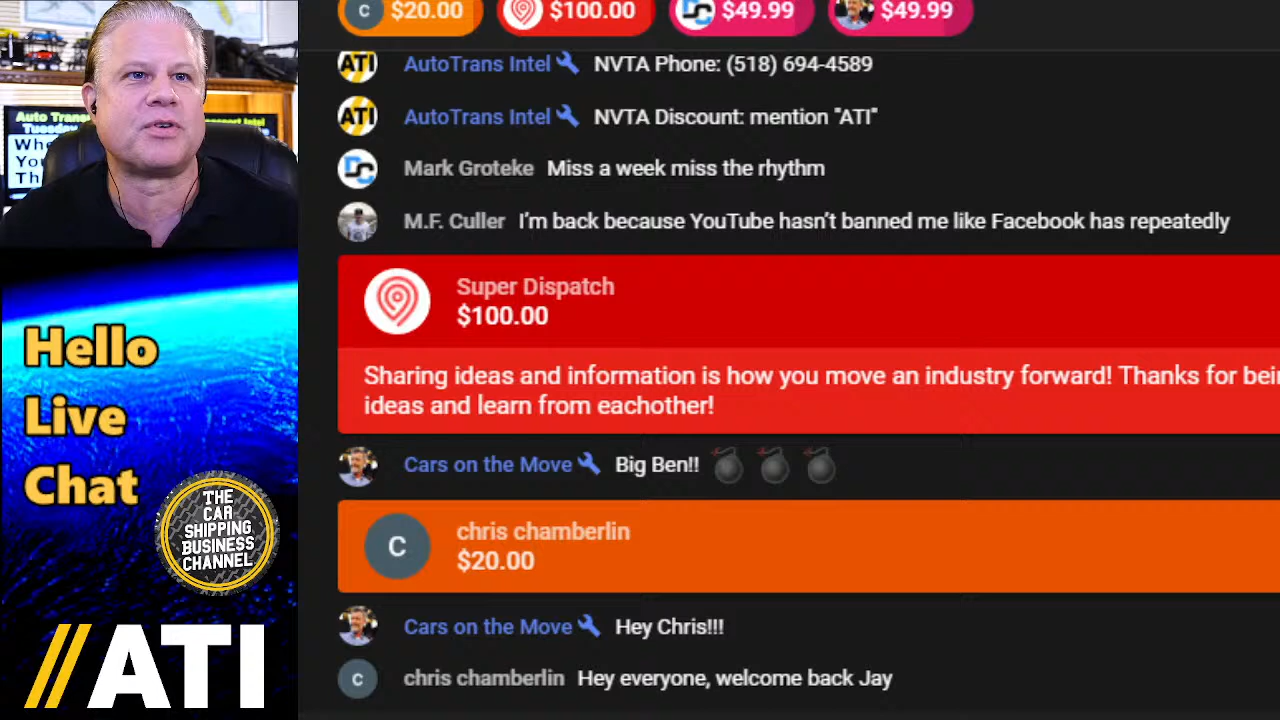 C $20.00 $100.00 $49.99 $49.99
ATI AutoTrans Intel NVTA Phone: (518) 694-4589
ATI AutoTrans Intel NVTA Discount: mention "ATI"
Mark Groteke Miss a week miss the rhythm
M.F. Culler I'm back because YouTube hasn't banned me like Facebook has repeatedly
Super Dispatch
$100.00
Sharing ideas and information is how you move an industry forward! Thanks for
ideas and learn from eachother!
Cars on the Move Big Ben!!
C chris chamberlin
$20.00
Cars on the Move Hey Chris!!!
c chris chamberlin Hey everyone, welcome back Jay
Auto
Tuesday
Hello
Live
Chat
THE
CAR
SHIPPING
BUSINESS
CHANNEL
//ATI